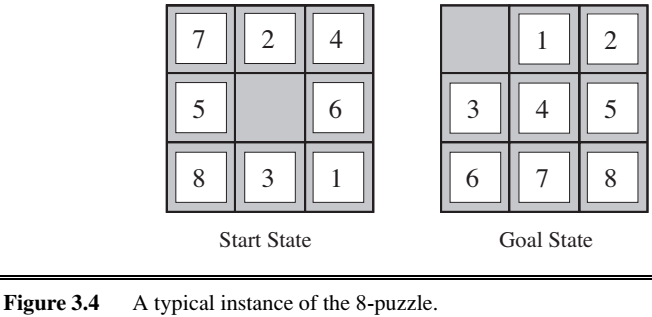 7 2 4 1 2
5 6 3 4 5
8 3 1 6 7 8
Start State Goal State
Figure 3.4 A typical instance of the 8-puzzle.